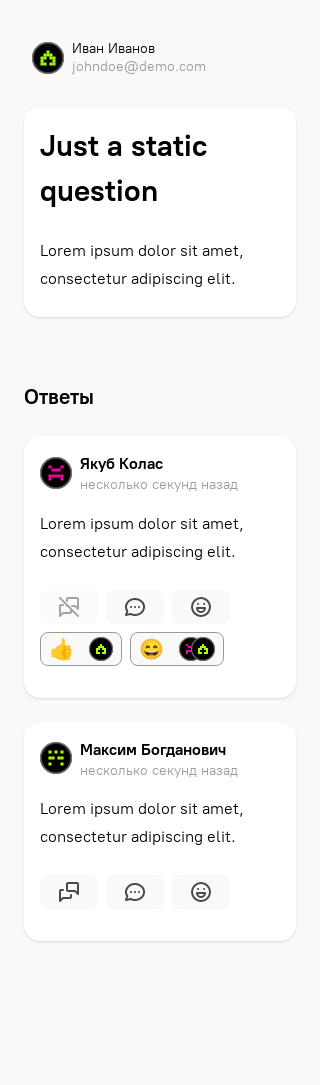 Иван Иванов
johndoe@demo.com
Just a static
question
Lorem ipsum dolor sit amet,
consectetur adipiscing elit.
Ответы
Якуб Колас
несколько секунд назад
Lorem ipsum dolor sit amet,
consectetur adipiscing elit.
Максим Богданович
несколько секунд назад
Lorem ipsum dolor sit amet,
consectetur adipiscing elit.